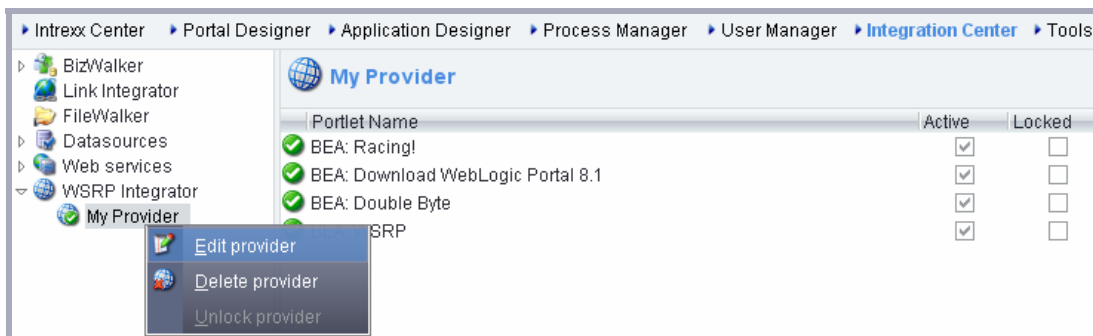 Intrexx Center Portal Designer Application Designer Process Manager User Manager Integration Center Tools
BizWalker
Link Integrator
FileWalker
Datasources
Web services
WSRP Integrator
My Provider
My Provider
Portlet Name Active Locked
BEA: Racing!
BEA: Download WebLogic Portal 8.1
BEA: Double Byte
BEA: WSRP
Edit provider
Delete provider
Unlock provider